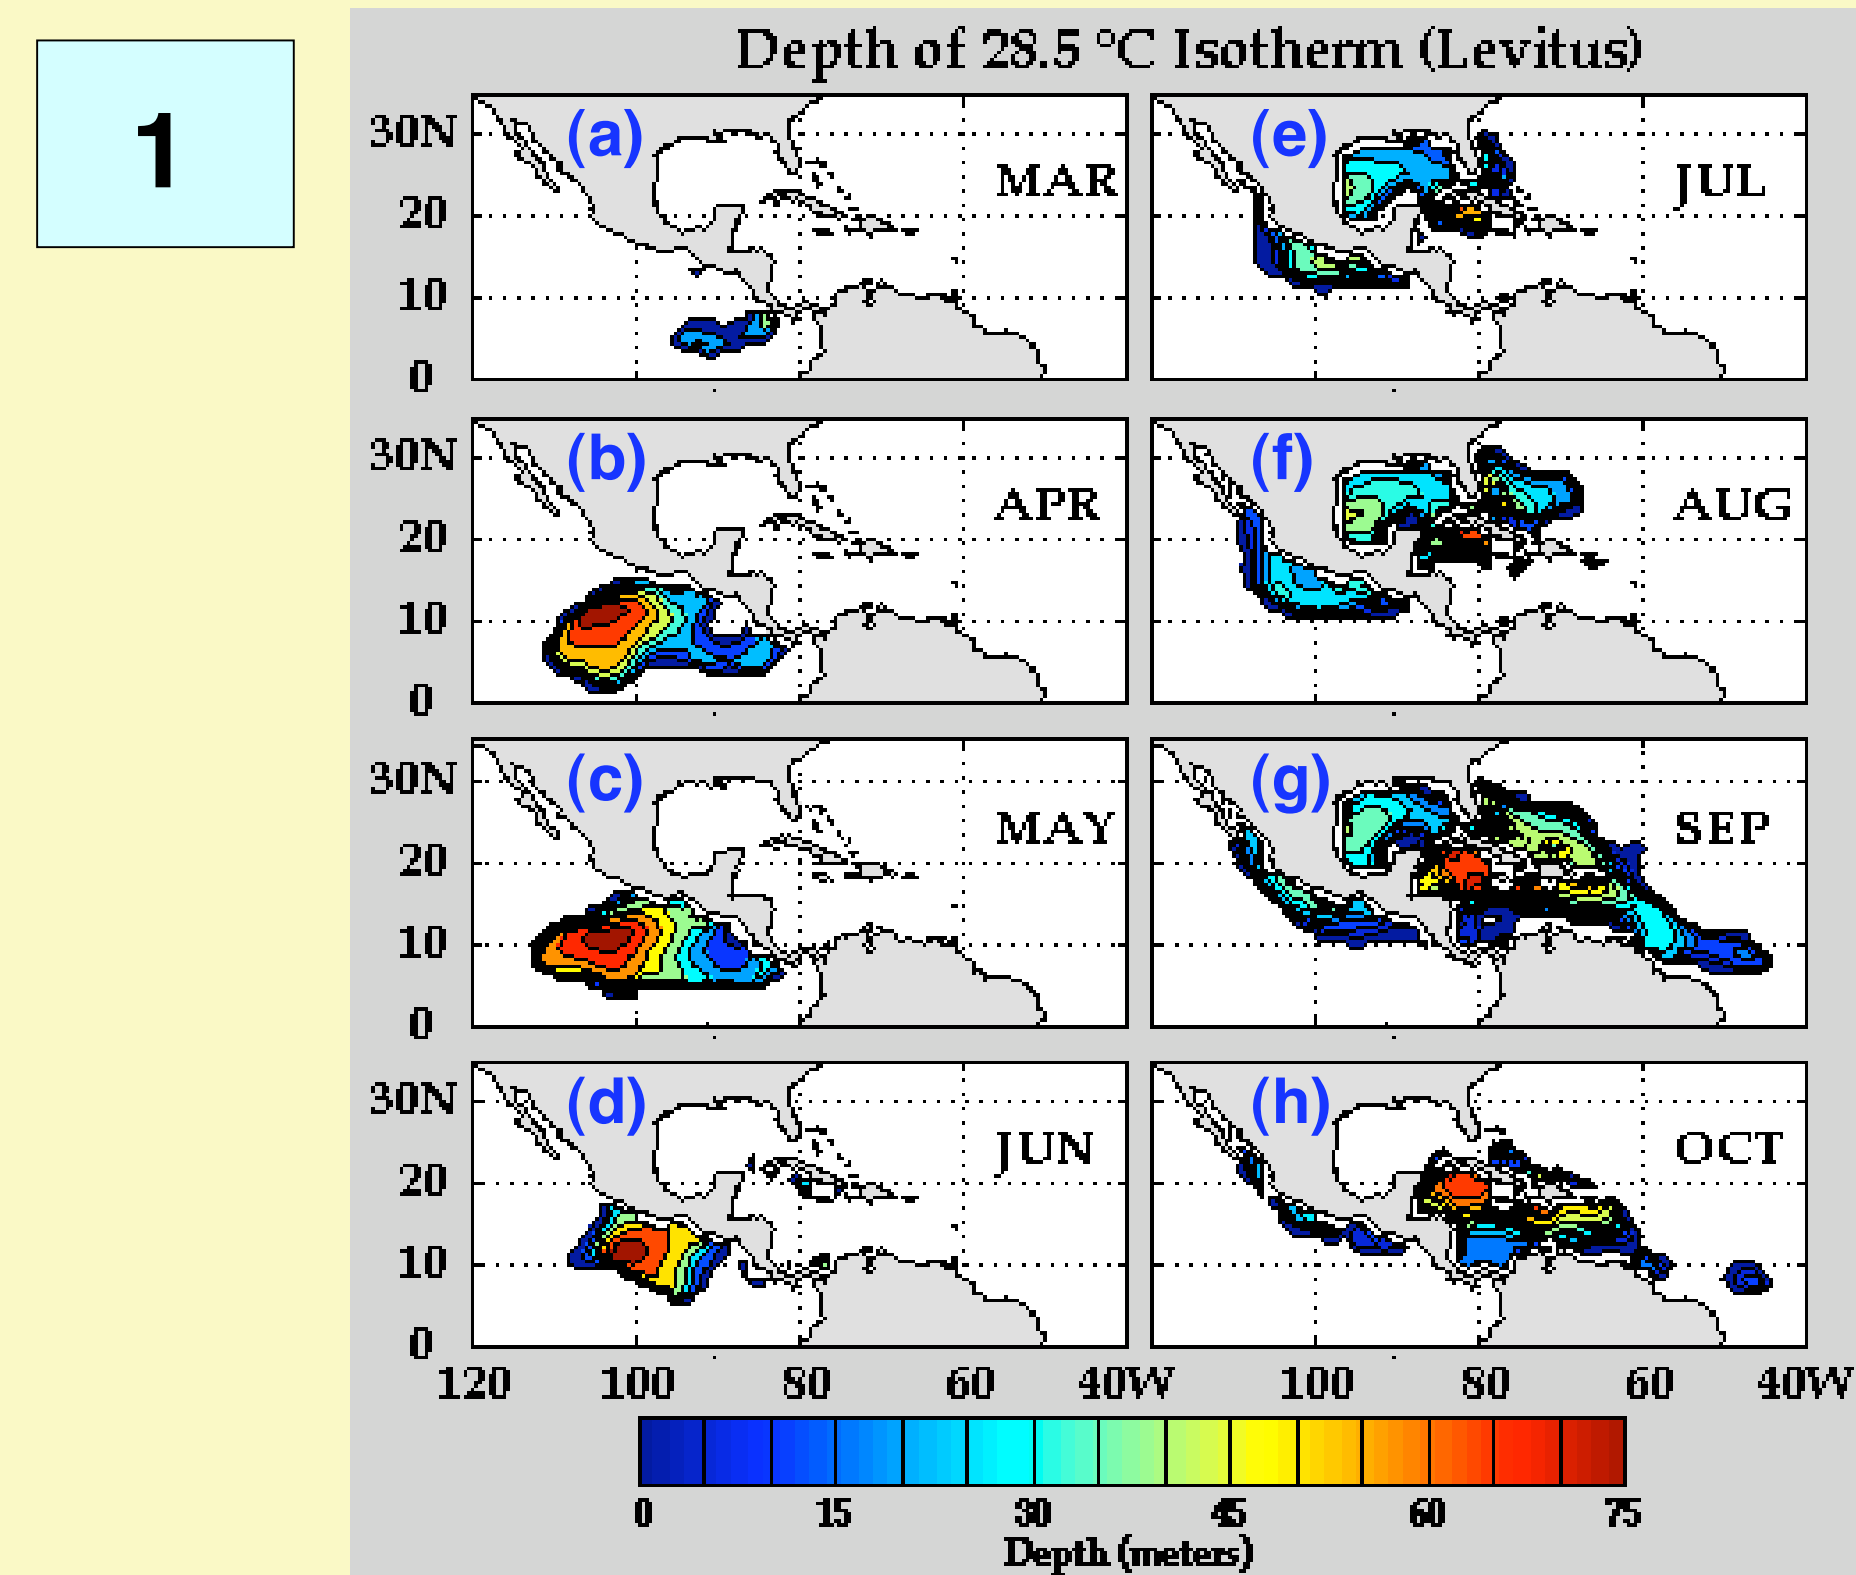 1
Depth of 28.5 °C Isotherm (Levitus)
(a) MAR
30N
20
10
0
(e) JUL
(b) APR
30N
20
10
0
(f) AUG
(c) MAY
30N
20
10
0
(g) SEP
(d) JUN
30N
20
10
0
(h) OCT
120 100 80 60 40W 100 80 60 40W
0 15 30 45 60 75
Depth (meters)